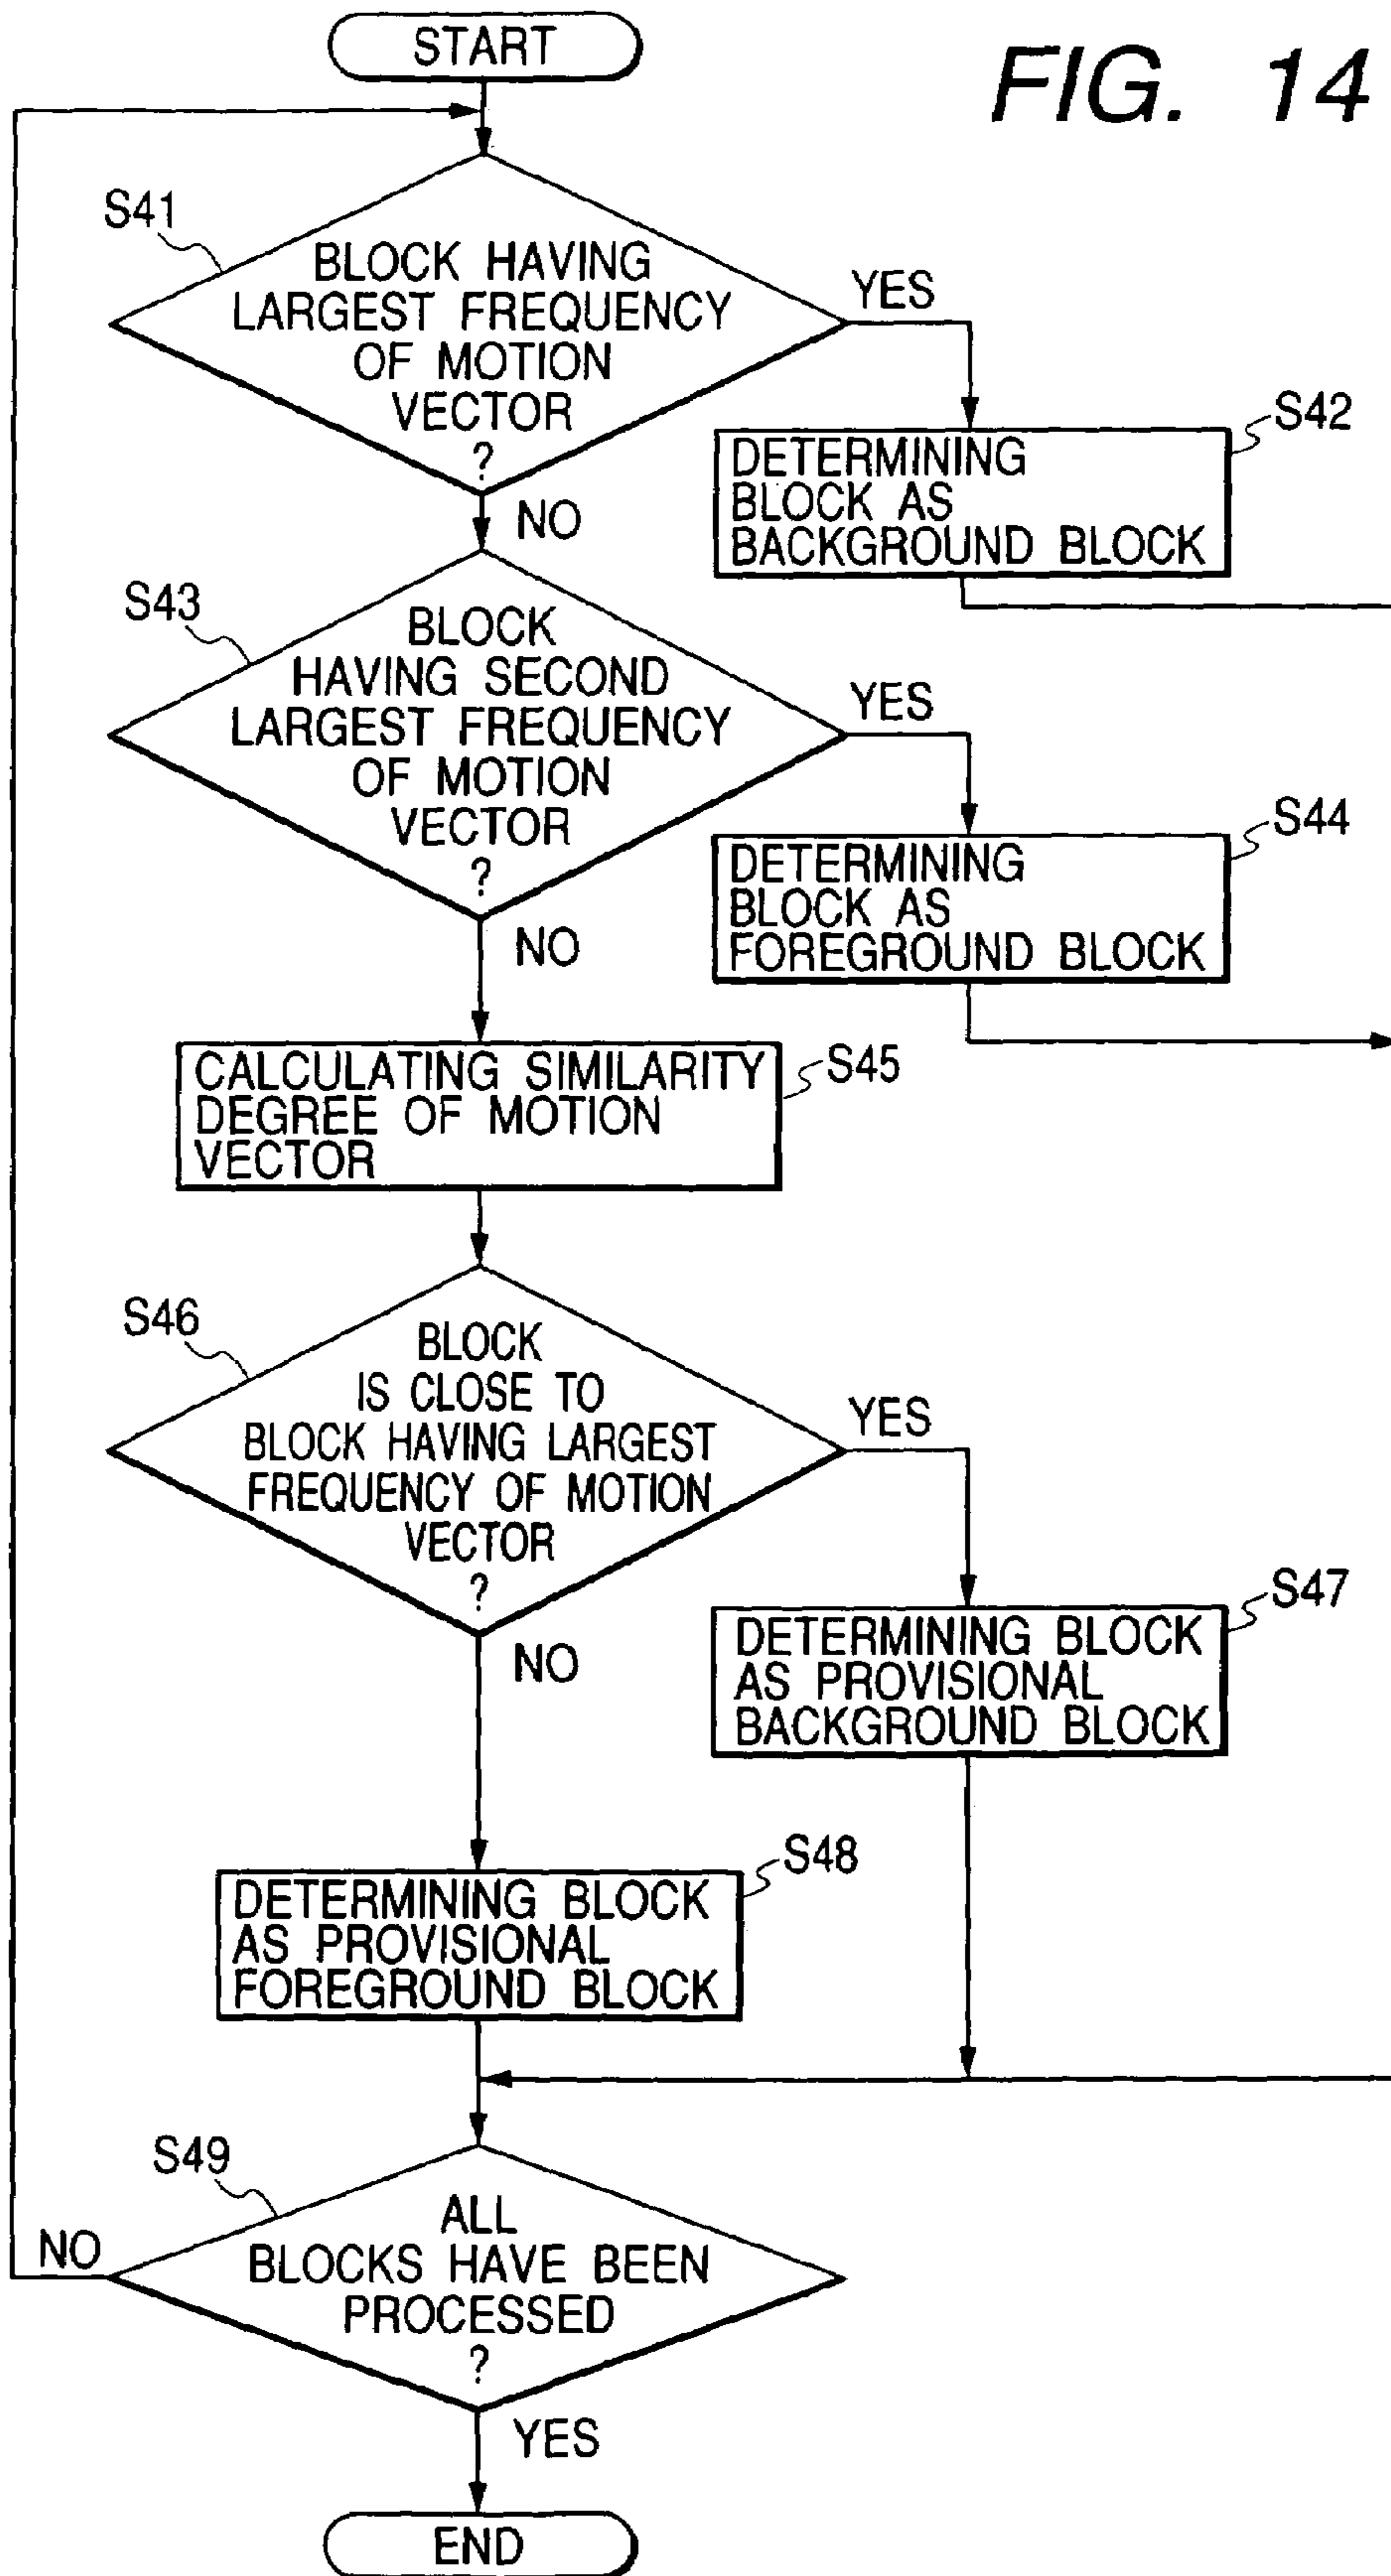 START
FIG. 14
S41
BLOCK HAVING
LARGEST FREQUENCY
OF MOTION
VECTOR
?
YES
NO
S42
DETERMINING
BLOCK AS
BACKGROUND BLOCK
S43
BLOCK
HAVING SECOND
LARGEST FREQUENCY
OF MOTION
VECTOR
?
YES
NO
S44
DETERMINING
BLOCK AS
FOREGROUND BLOCK
CALCULATING SIMILARITY
DEGREE OF MOTION
VECTOR
S45
S46
BLOCK
IS CLOSE TO
BLOCK HAVING LARGEST
FREQUENCY OF MOTION
VECTOR
?
YES
NO
S47
DETERMINING BLOCK
AS PROVISIONAL
BACKGROUND BLOCK
S48
DETERMINING BLOCK
AS PROVISIONAL
FOREGROUND BLOCK
S49
ALL
BLOCKS HAVE BEEN
PROCESSED
?
NO
YES
END